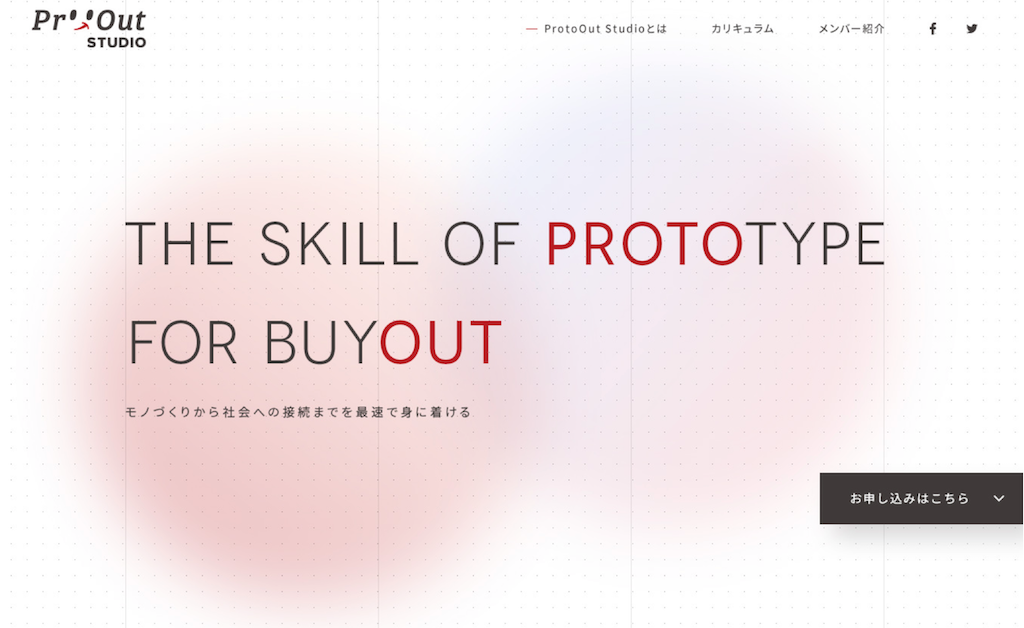 Pr Out
STUDIO
ProtoOut Studioとは
カリキュラム
メンバー紹介
THE SKILL OF PROTOTYPE
FOR BUYOUT
モノづくりから社会への接続までを最速で身に着ける
お申し込みはこちら